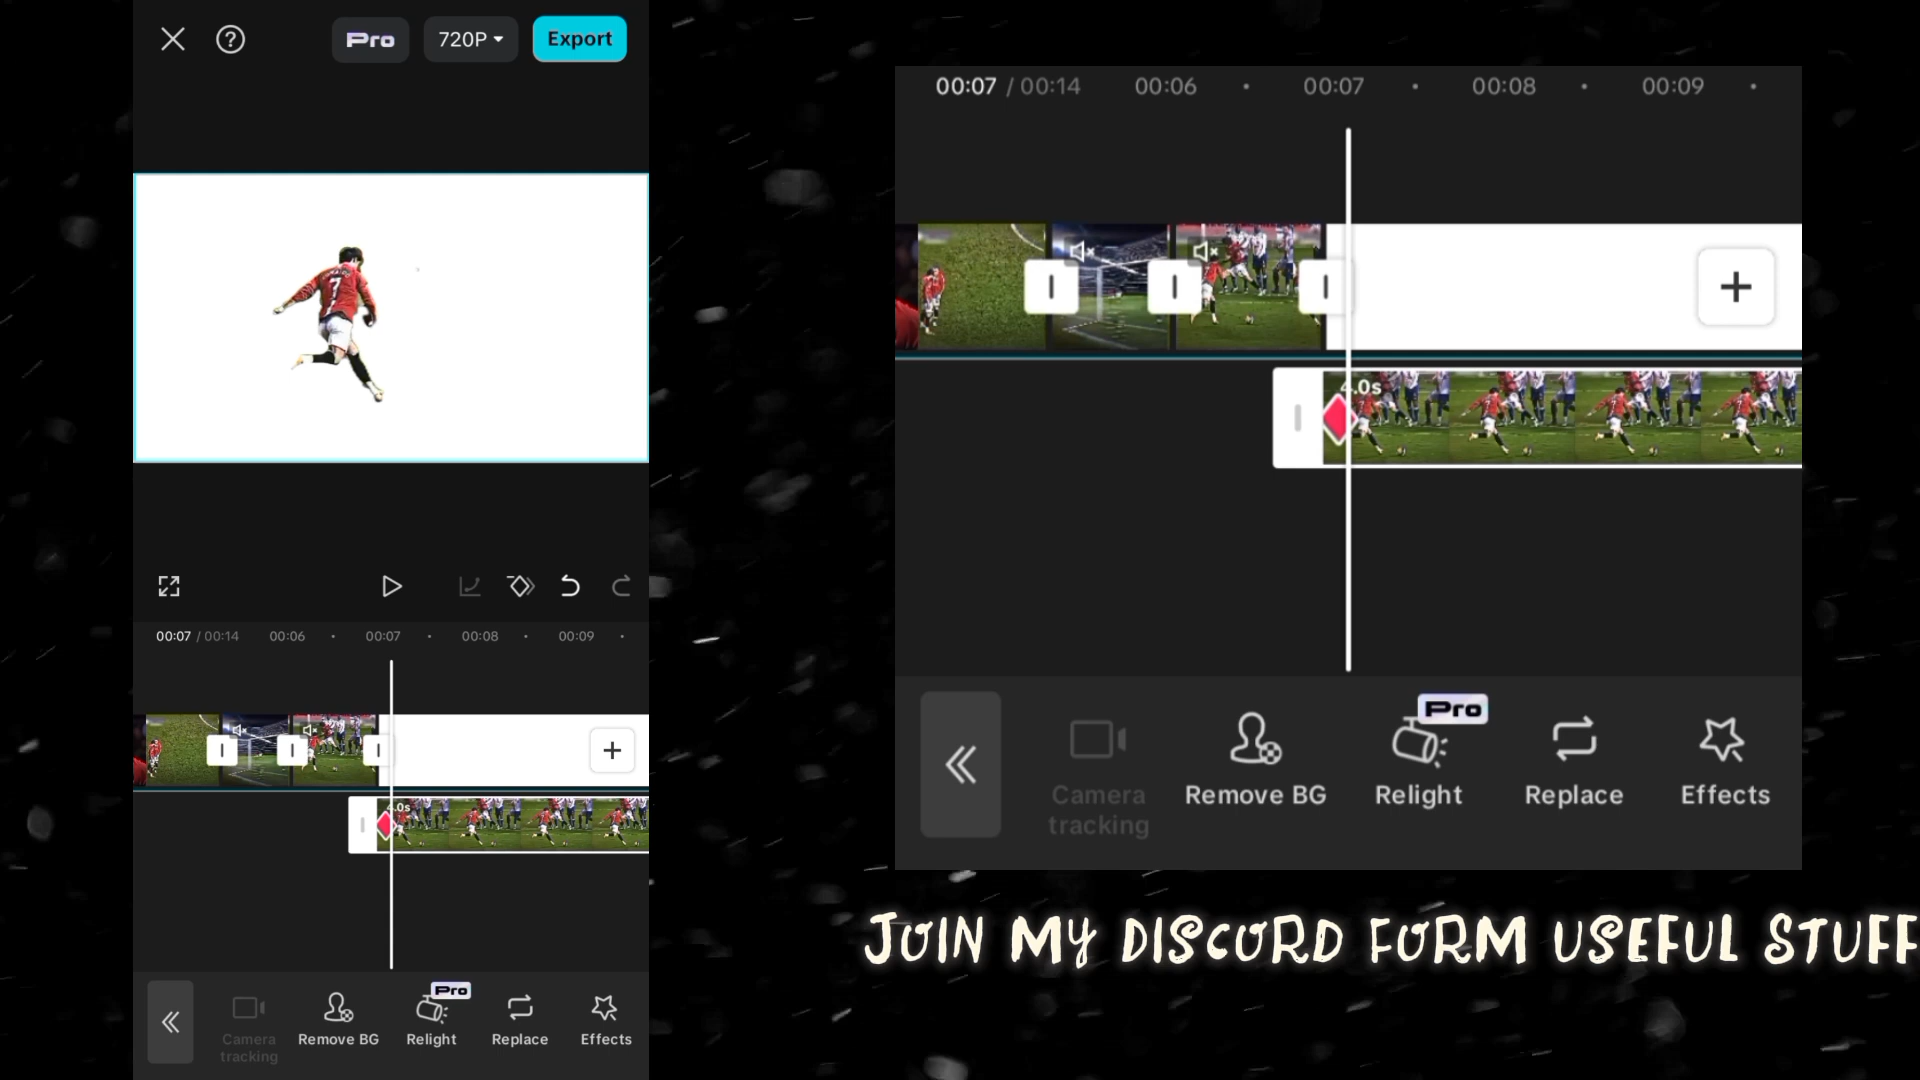 Pro 720P Export
00:07 / 00:14 00:06 00:07 00:08 00:09
4.0s
Pro
Camera tracking Remove BG Relight Replace Effects
00:07 / 00:14 00:06 00:07 00:08 00:09
4.0s
Pro
Camera
tracking
Remove BG
Relight
Replace
Effects
JOIN MY DISCORD FORM USEFUL STUFF